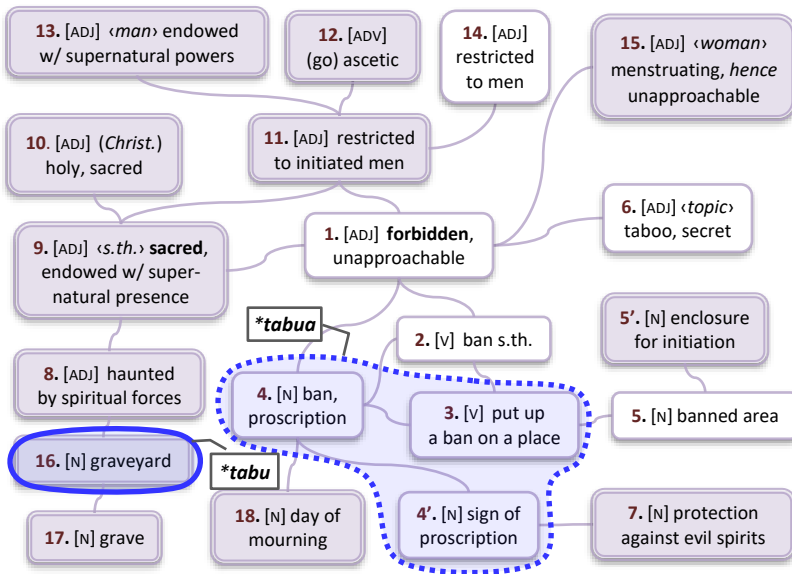 13. [ADJ] ‹man› endowed
w/ supernatural powers
12. [ADV]
(go) ascetic
14. [ADJ]
restricted
to men
15. [ADJ] ‹woman›
menstruating, hence
unapproachable
10. [ADJ] (Christ.)
holy, sacred
11. [ADJ] restricted
to initiated men
9. [ADJ] ‹s.th.› sacred,
endowed w/ super-
natural presence
1. [ADJ] forbidden,
unapproachable
6. [ADJ] ‹topic›
taboo, secret
*tabua
2. [V] ban s.th.
5’. [N] enclosure
for initiation
8. [ADJ] haunted
by spiritual forces
4. [N] ban,
proscription
3. [V] put up
a ban on a place
5. [N] banned area
16. [N] graveyard
*tabu
17. [N] grave
18. [N] day of
mourning
4’. [N] sign of
proscription
7. [N] protection
against evil spirits